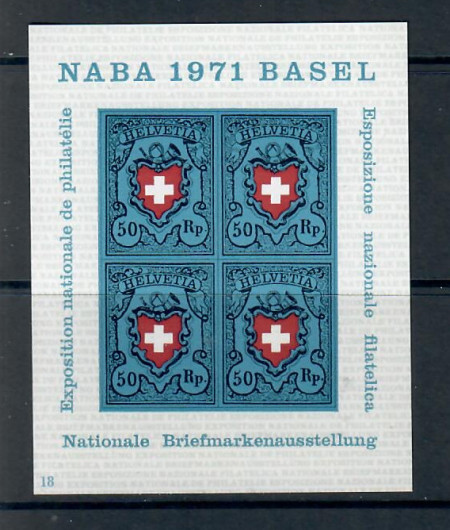 NABA 1971 BASEL
Exposition nationale de philatélie
HELVETIA
50 Rp.
HELVETIA
50 Rp.
HELVETIA
50 Rp.
HELVETIA
50 Rp.
Esposizione nazionale filatelica
Nationale Briefmarkenausstellung
18